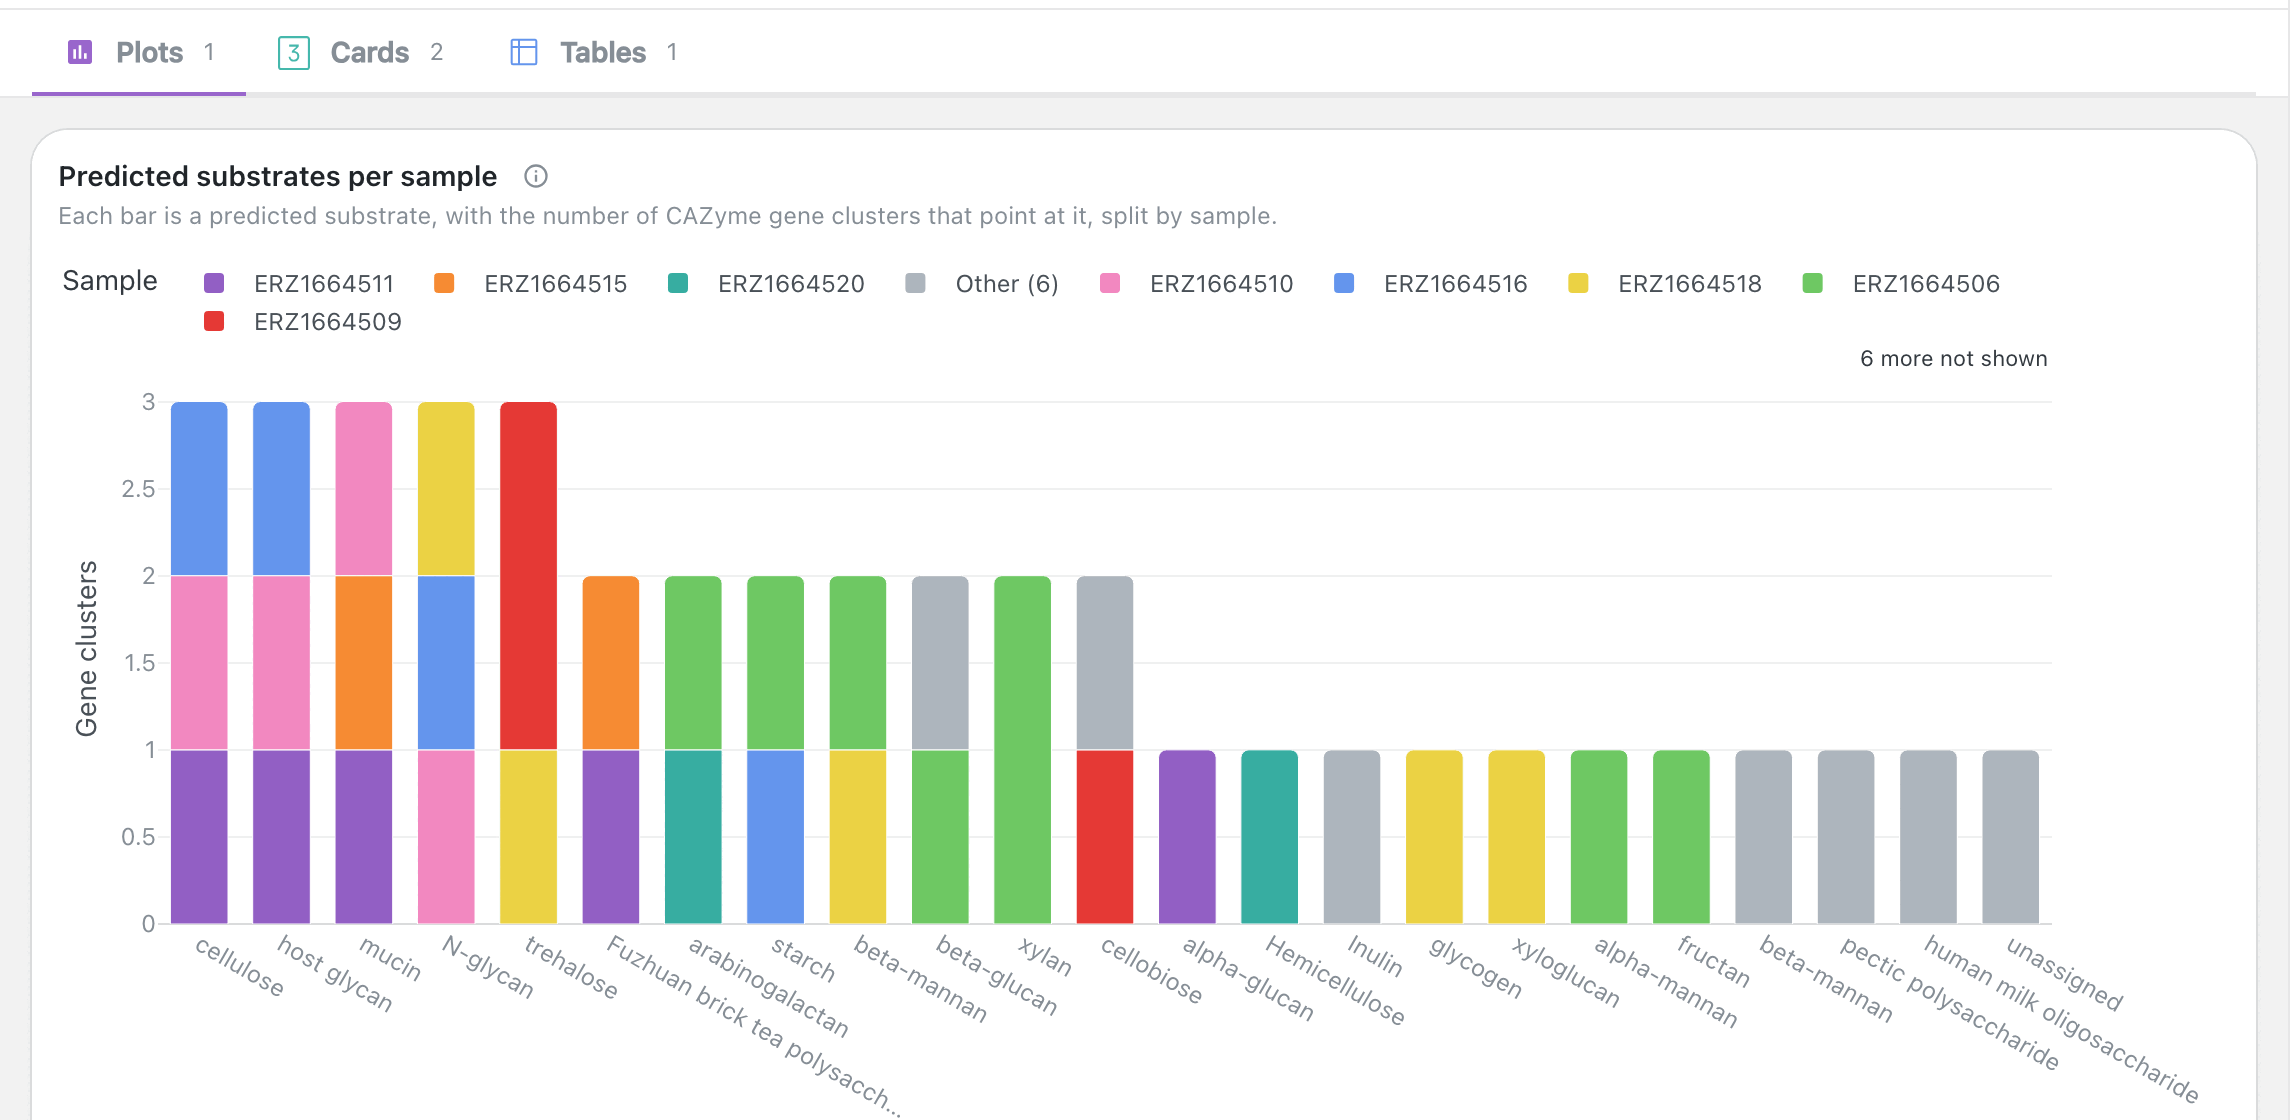 Plots 1 3 Cards 2 Tables 1
Predicted substrates per sample
Each bar is a predicted substrate, with the number of CAZyme gene clusters that point at it, split by sample.
Sample ERZ1664511 ERZ1664515 ERZ1664520 Other (6) ERZ1664510 ERZ1664516 ERZ1664518 ERZ1664506
ERZ1664509
6 more not shown
Gene clusters
3
2.5
2
1.5
1
0.5
0
cellulose
host glycan
mucin
N-glycan
trehalose
Fuzhuan brick tea polysacch...
arabinogalactan
starch
beta-mannan
beta-glucan
xylan
cellobiose
alpha-glucan
Hemicellulose
Inulin
glycogen
xyloglucan
alpha-mannan
fructan
beta-mannan
pectic polysaccharide
human milk oligosaccharide
unassigned